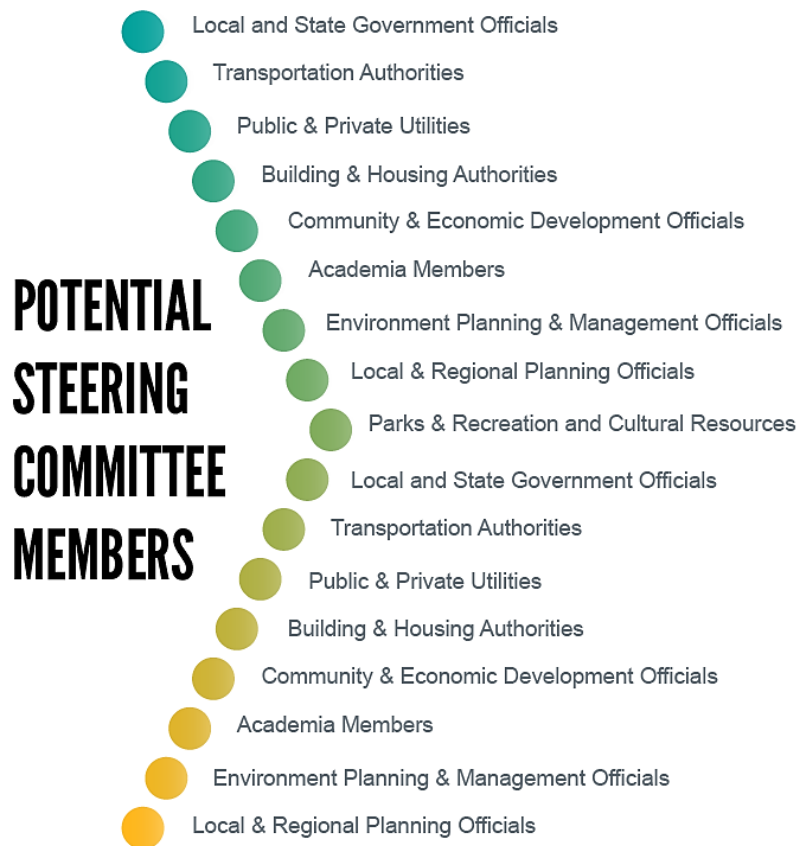 POTENTIAL
STEERING
COMMITTEE
MEMBERS
Local and State Government Officials
Transportation Authorities
Public & Private Utilities
Building & Housing Authorities
Community & Economic Development Officials
Academia Members
Environment Planning & Management Officials
Local & Regional Planning Officials
Parks & Recreation and Cultural Resources
Local and State Government Officials
Transportation Authorities
Public & Private Utilities
Building & Housing Authorities
Community & Economic Development Officials
Academia Members
Environment Planning & Management Officials
Local & Regional Planning Officials